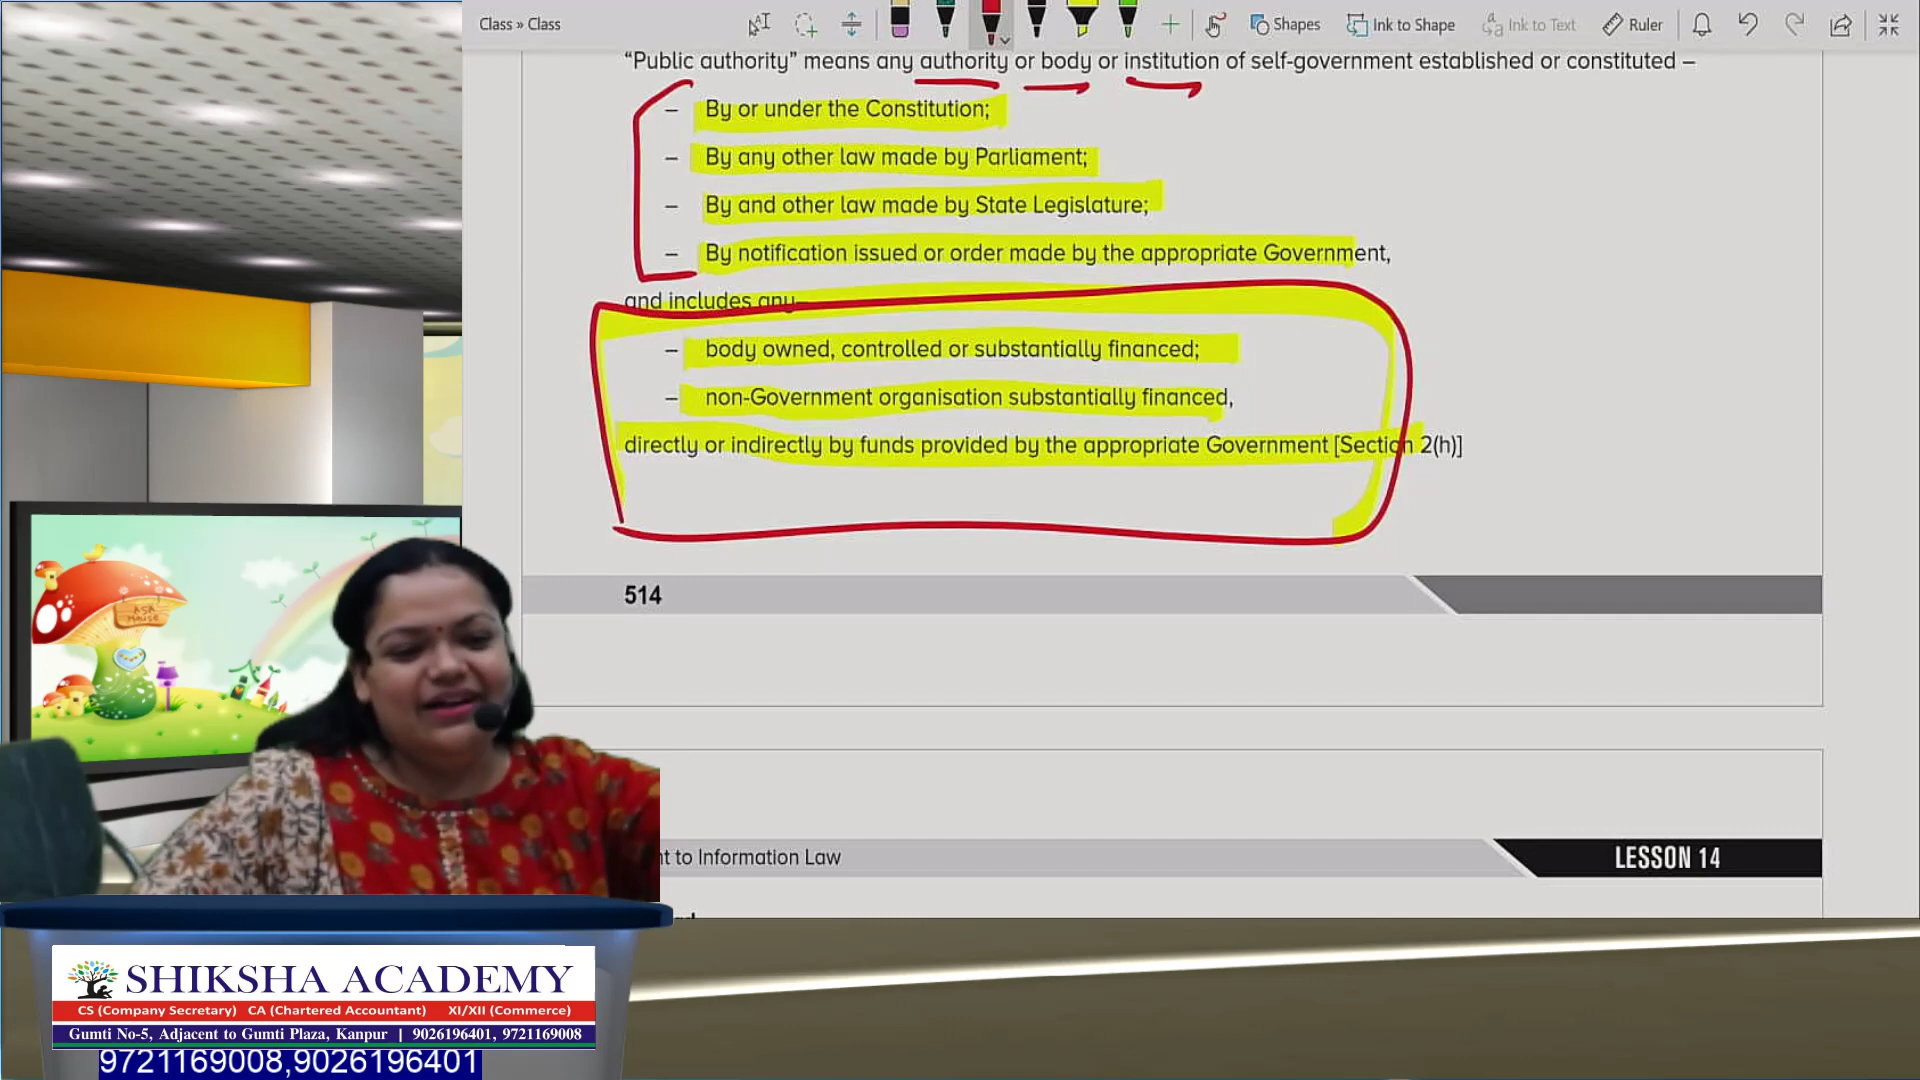 Class » Class
Shapes
Ink to Shape
Ink to Text
Ruler
“Public authority” means any authority or body or institution of self-government established or constituted –
– By or under the Constitution;
– By any other law made by Parliament;
– By and other law made by State Legislature;
– By notification issued or order made by the appropriate Government,
and includes any–
– body owned, controlled or substantially financed;
– non-Government organisation substantially financed,
directly or indirectly by funds provided by the appropriate Government [Section 2(h)]
514
to Information Law
LESSON 14
SHIKSHA ACADEMY
CS (Company Secretary) CA (Chartered Accountant) XI/XII (Commerce)
Gumti No-5, Adjacent to Gumti Plaza, Kanpur | 9026196401, 9721169008
9721169008,9026196401